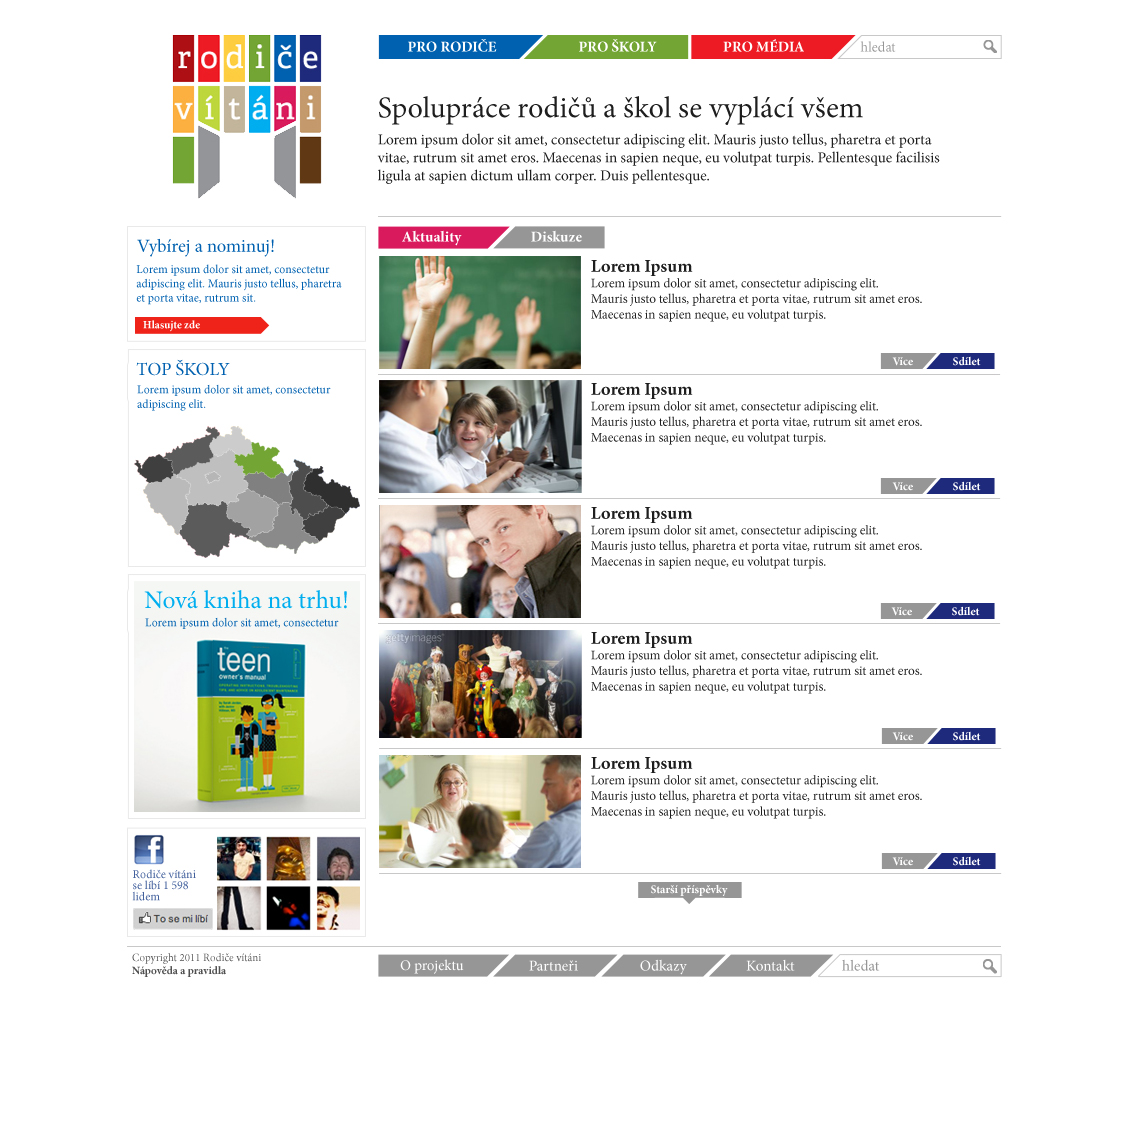 rodiče
vítáni
PRO RODIČE
PRO ŠKOLY
PRO MÉDIA
hledat
Spolupráce rodičů a škol se vyplácí všem
Lorem ipsum dolor sit amet, consectetur adipiscing elit. Mauris justo tellus, pharetra et porta
vitae, rutrum sit amet eros. Maecenas in sapien neque, eu volutpat turpis. Pellentesque facilisis
ligula at sapien dictum ullam corper. Duis pellentesque.
Vybírej a nominuj!
Lorem ipsum dolor sit amet, consectetur
adipiscing elit. Mauris justo tellus, pharetra
et porta vitae, rutrum sit.
Hlasujte zde
TOP ŠKOLY
Lorem ipsum dolor sit amet, consectetur
adipiscing elit.
Nová kniha na trhu!
Lorem ipsum dolor sit amet, consectetur
teen
owner's manual
f
Rodiče vítáni
se líbí 1 598
lidem
To se mi líbí
Aktuality
Diskuze
Lorem Ipsum
Lorem ipsum dolor sit amet, consectetur adipiscing elit.
Mauris justo tellus, pharetra et porta vitae, rutrum sit amet eros.
Maecenas in sapien neque, eu volutpat turpis.
Více
Sdílet
Lorem Ipsum
Lorem ipsum dolor sit amet, consectetur adipiscing elit.
Mauris justo tellus, pharetra et porta vitae, rutrum sit amet eros.
Maecenas in sapien neque, eu volutpat turpis.
Více
Sdílet
Lorem Ipsum
Lorem ipsum dolor sit amet, consectetur adipiscing elit.
Mauris justo tellus, pharetra et porta vitae, rutrum sit amet eros.
Maecenas in sapien neque, eu volutpat turpis.
Více
Sdílet
gettyimages
Lorem Ipsum
Lorem ipsum dolor sit amet, consectetur adipiscing elit.
Mauris justo tellus, pharetra et porta vitae, rutrum sit amet eros.
Maecenas in sapien neque, eu volutpat turpis.
Více
Sdílet
Lorem Ipsum
Lorem ipsum dolor sit amet, consectetur adipiscing elit.
Mauris justo tellus, pharetra et porta vitae, rutrum sit amet eros.
Maecenas in sapien neque, eu volutpat turpis.
Více
Sdílet
Starší příspěvky
Copyright 2011 Rodiče vítáni
Nápověda a pravidla
O projektu
Partneři
Odkazy
Kontakt
hledat